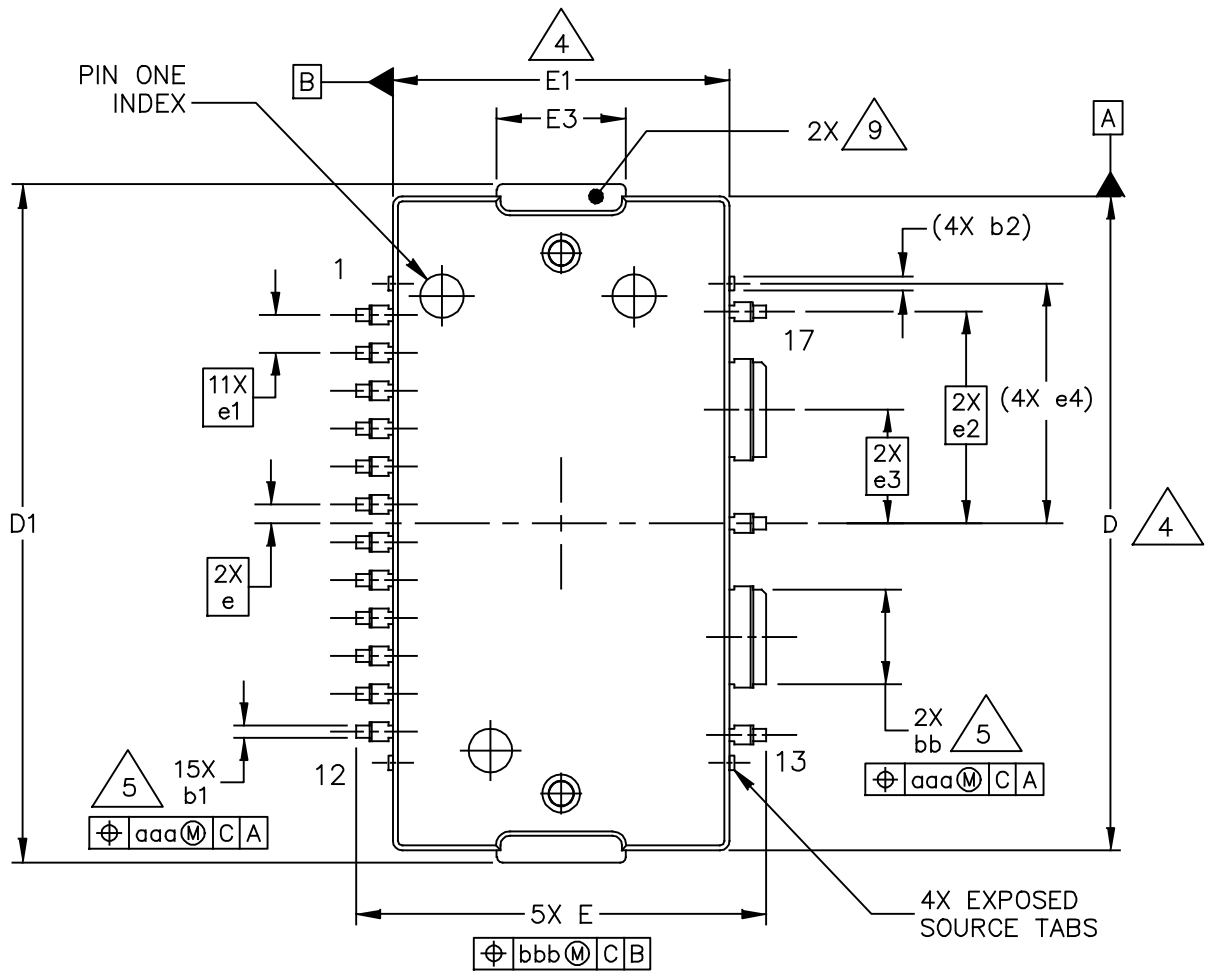 4
PIN ONE
INDEX
B
E1
E3
2X 9
A
(4X b2)
1
17
11X
e1
2X
e2
(4X e4)
2X
e3
D1
D 4
2X
e
2X
bb 5
5 15X
b1
12
13
⌖ aaa Ⓜ C A
⌖ aaa Ⓜ C A
5X E
⌖ bbb Ⓜ C B
4X EXPOSED
SOURCE TABS